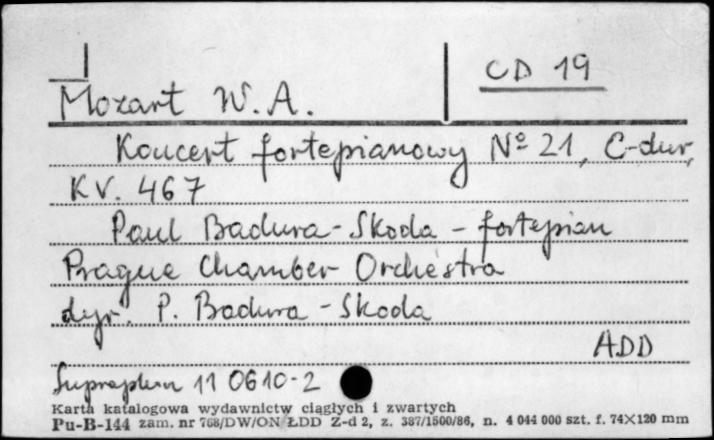 CD 19
Mozart W.A.
Koncert fortepianowy Nº 21, C-dur,
KV. 467
Paul Badura-Skoda - fortepian
Prague Chamber Orchestra
dyr. P. Badura-Skoda
ADD
Supraphon 11 0610-2
Karta katalogowa wydawnictw ciągłych i zwartych
Pu-B-144 zam. nr 768/DW/ON/ŁDD Z-d 2, z. 387/1500/86, n. 4 044 000 szt. f. 74×120 mm